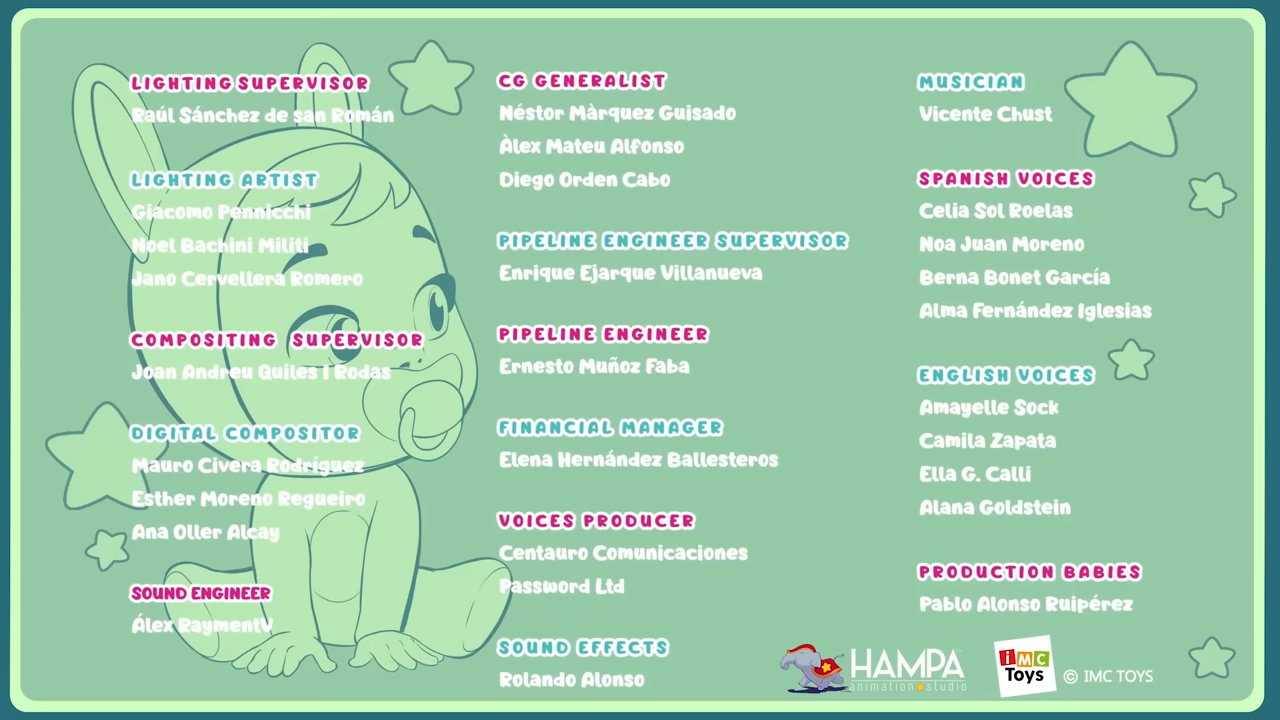 LIGHTING SUPERVISOR
Raúl Sánchez de san Román
LIGHTING ARTIST
Giacomo Pennicchi
Noel Bachini Militi
Jano Cervellera Romero
COMPOSITING SUPERVISOR
Joan Andreu Quiles I Rodas
DIGITAL COMPOSITOR
Mauro Civera Rodríguez
Esther Moreno Regueiro
Ana Oller Alcay
SOUND ENGINEER
Álex RaymentV
CG GENERALIST
Néstor Màrquez Guisado
Àlex Mateu Alfonso
Diego Orden Cabo
PIPELINE ENGINEER SUPERVISOR
Enrique Ejarque Villanueva
PIPELINE ENGINEER
Ernesto Muñoz Faba
FINANCIAL MANAGER
Elena Hernández Ballesteros
VOICES PRODUCER
Centauro Comunicaciones
Password Ltd
SOUND EFFECTS
Rolando Alonso
MUSICIAN
Vicente Chust
SPANISH VOICES
Celia Sol Roelas
Noa Juan Moreno
Berna Bonet García
Alma Fernández Iglesias
ENGLISH VOICES
Amayelle Sock
Camila Zapata
Ella G. Calli
Alana Goldstein
PRODUCTION BABIES
Pablo Alonso Ruipérez
HAMPA
animation studio
iMC
Toys
© IMC TOYS